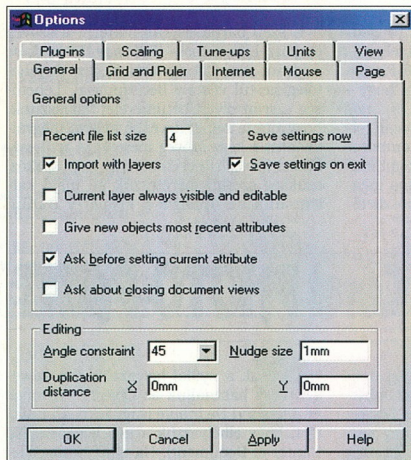 Options
Plug-ins Scaling Tune-ups Units View
General Grid and Ruler Internet Mouse Page
General options
Recent file list size 4 Save settings now
Import with layers Save settings on exit
Current layer always visible and editable
Give new objects most recent attributes
Ask before setting current attribute
Ask about closing document views
Editing
Angle constraint 45 Nudge size 1mm
Duplication
distance X 0mm Y 0mm
OK Cancel Apply Help